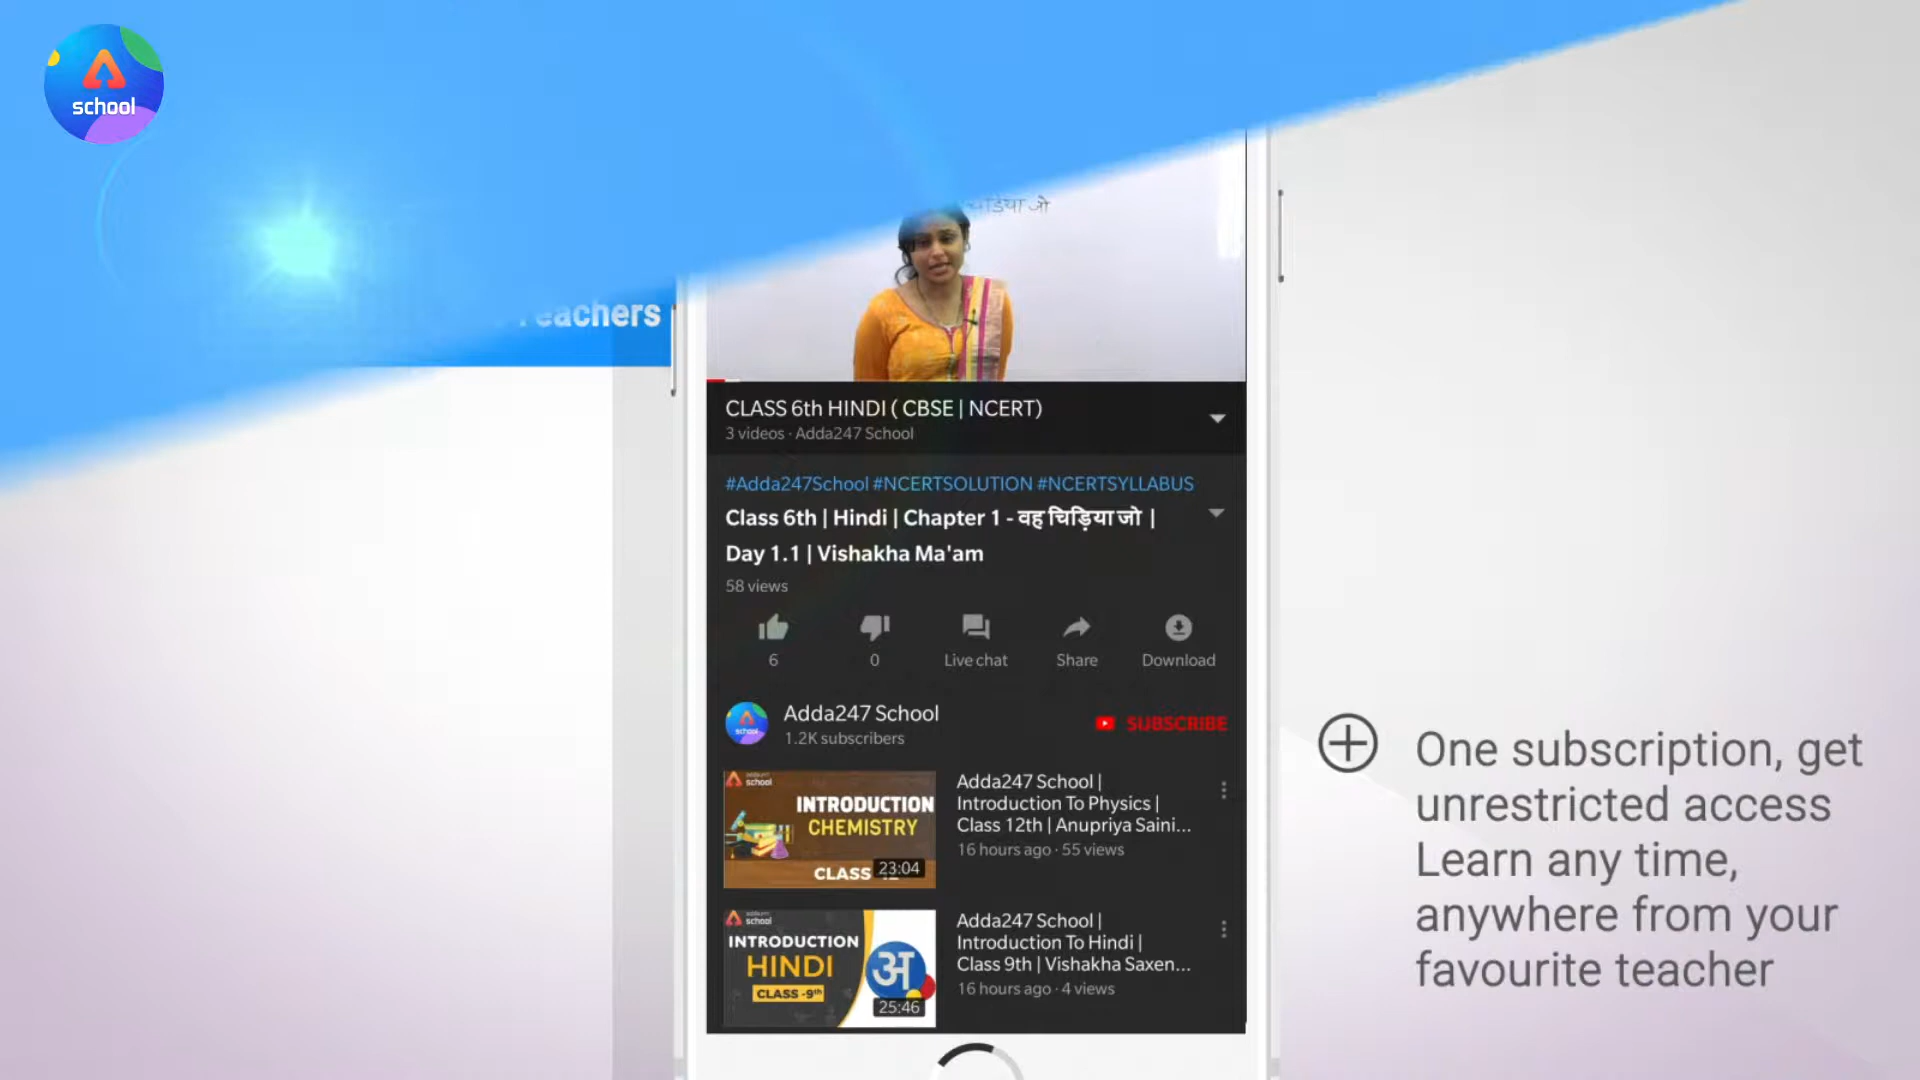 school
चिड़िया जो
Teachers
CLASS 6th HINDI ( CBSE | NCERT)
3 videos · Adda247 School
#Adda247School #NCERTSOLUTION #NCERTSYLLABUS
Class 6th | Hindi | Chapter 1 - वह चिड़िया जो |
Day 1.1 | Vishakha Ma'am
58 views
6
0
Live chat
Share
Download
Adda247 School
1.2K subscribers
SUBSCRIBE
school
school
INTRODUCTION
CHEMISTRY
CLASS
23:04
Adda247 School |
Introduction To Physics |
Class 12th | Anupriya Saini...
16 hours ago · 55 views
school
INTRODUCTION
HINDI
CLASS -9th
अ
25:46
Adda247 School |
Introduction To Hindi |
Class 9th | Vishakha Saxen...
16 hours ago · 4 views
One subscription, get
unrestricted access
Learn any time,
anywhere from your
favourite teacher